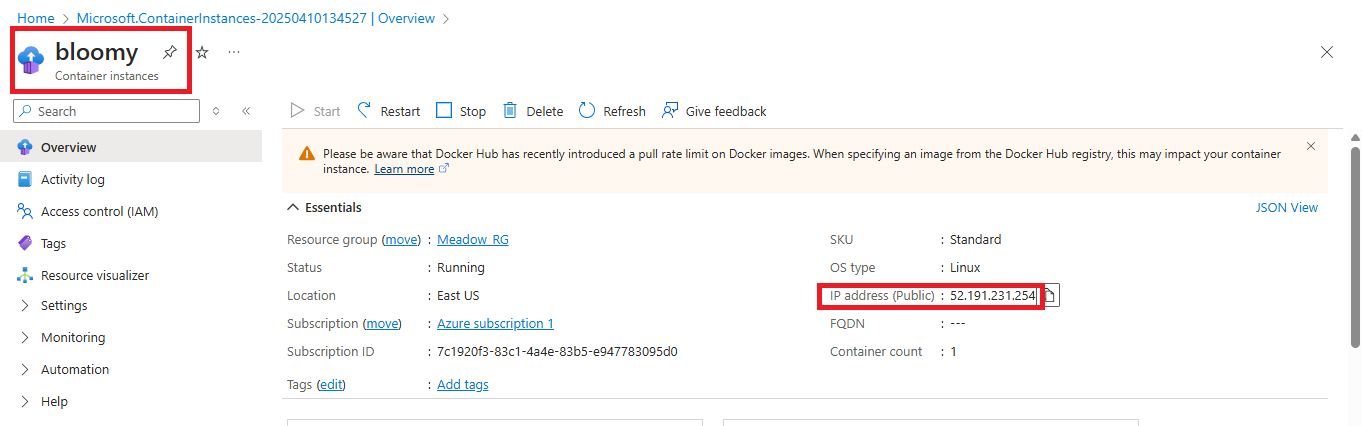 Home > Microsoft.ContainerInstances-20250410134527 | Overview >
bloomy
Container instances
Search
Start Restart Stop Delete Refresh Give feedback
Overview
Activity log
Access control (IAM)
Tags
Resource visualizer
Settings
Monitoring
Automation
Help
Please be aware that Docker Hub has recently introduced a pull rate limit on Docker images. When specifying an image from the Docker Hub registry, this may impact your container
instance. Learn more
Essentials
JSON View
Resource group (move) : Meadow_RG
Status : Running
Location : East US
Subscription (move) : Azure subscription 1
Subscription ID : 7c1920f3-83c1-4a4e-83b5-e947783095d0
Tags (edit) : Add tags
SKU : Standard
OS type : Linux
IP address (Public) : 52.191.231.254
FQDN : ---
Container count : 1